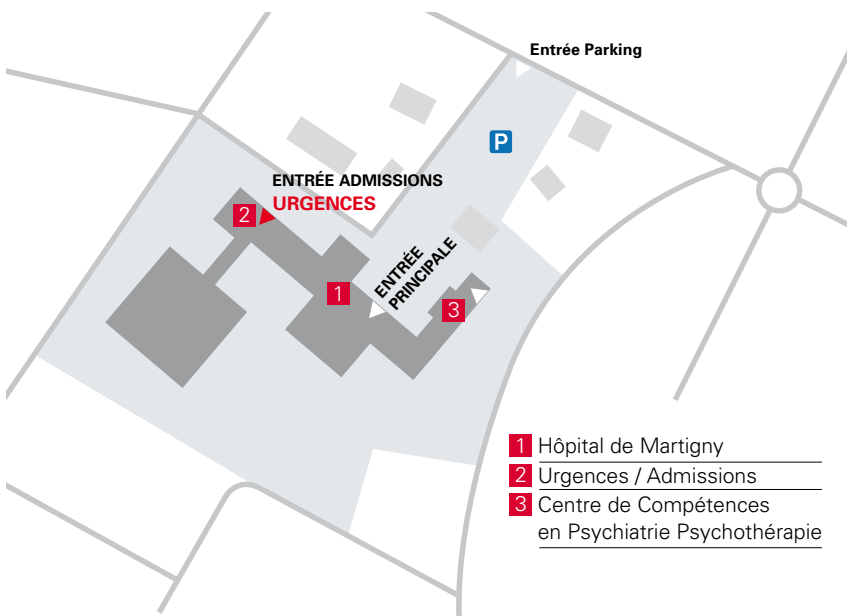 Entrée Parking
P
ENTRÉE ADMISSIONS
URGENCES
2
ENTRÉE
PRINCIPALE
1
3
1 Hôpital de Martigny
2 Urgences / Admissions
3 Centre de Compétences
en Psychiatrie Psychothérapie